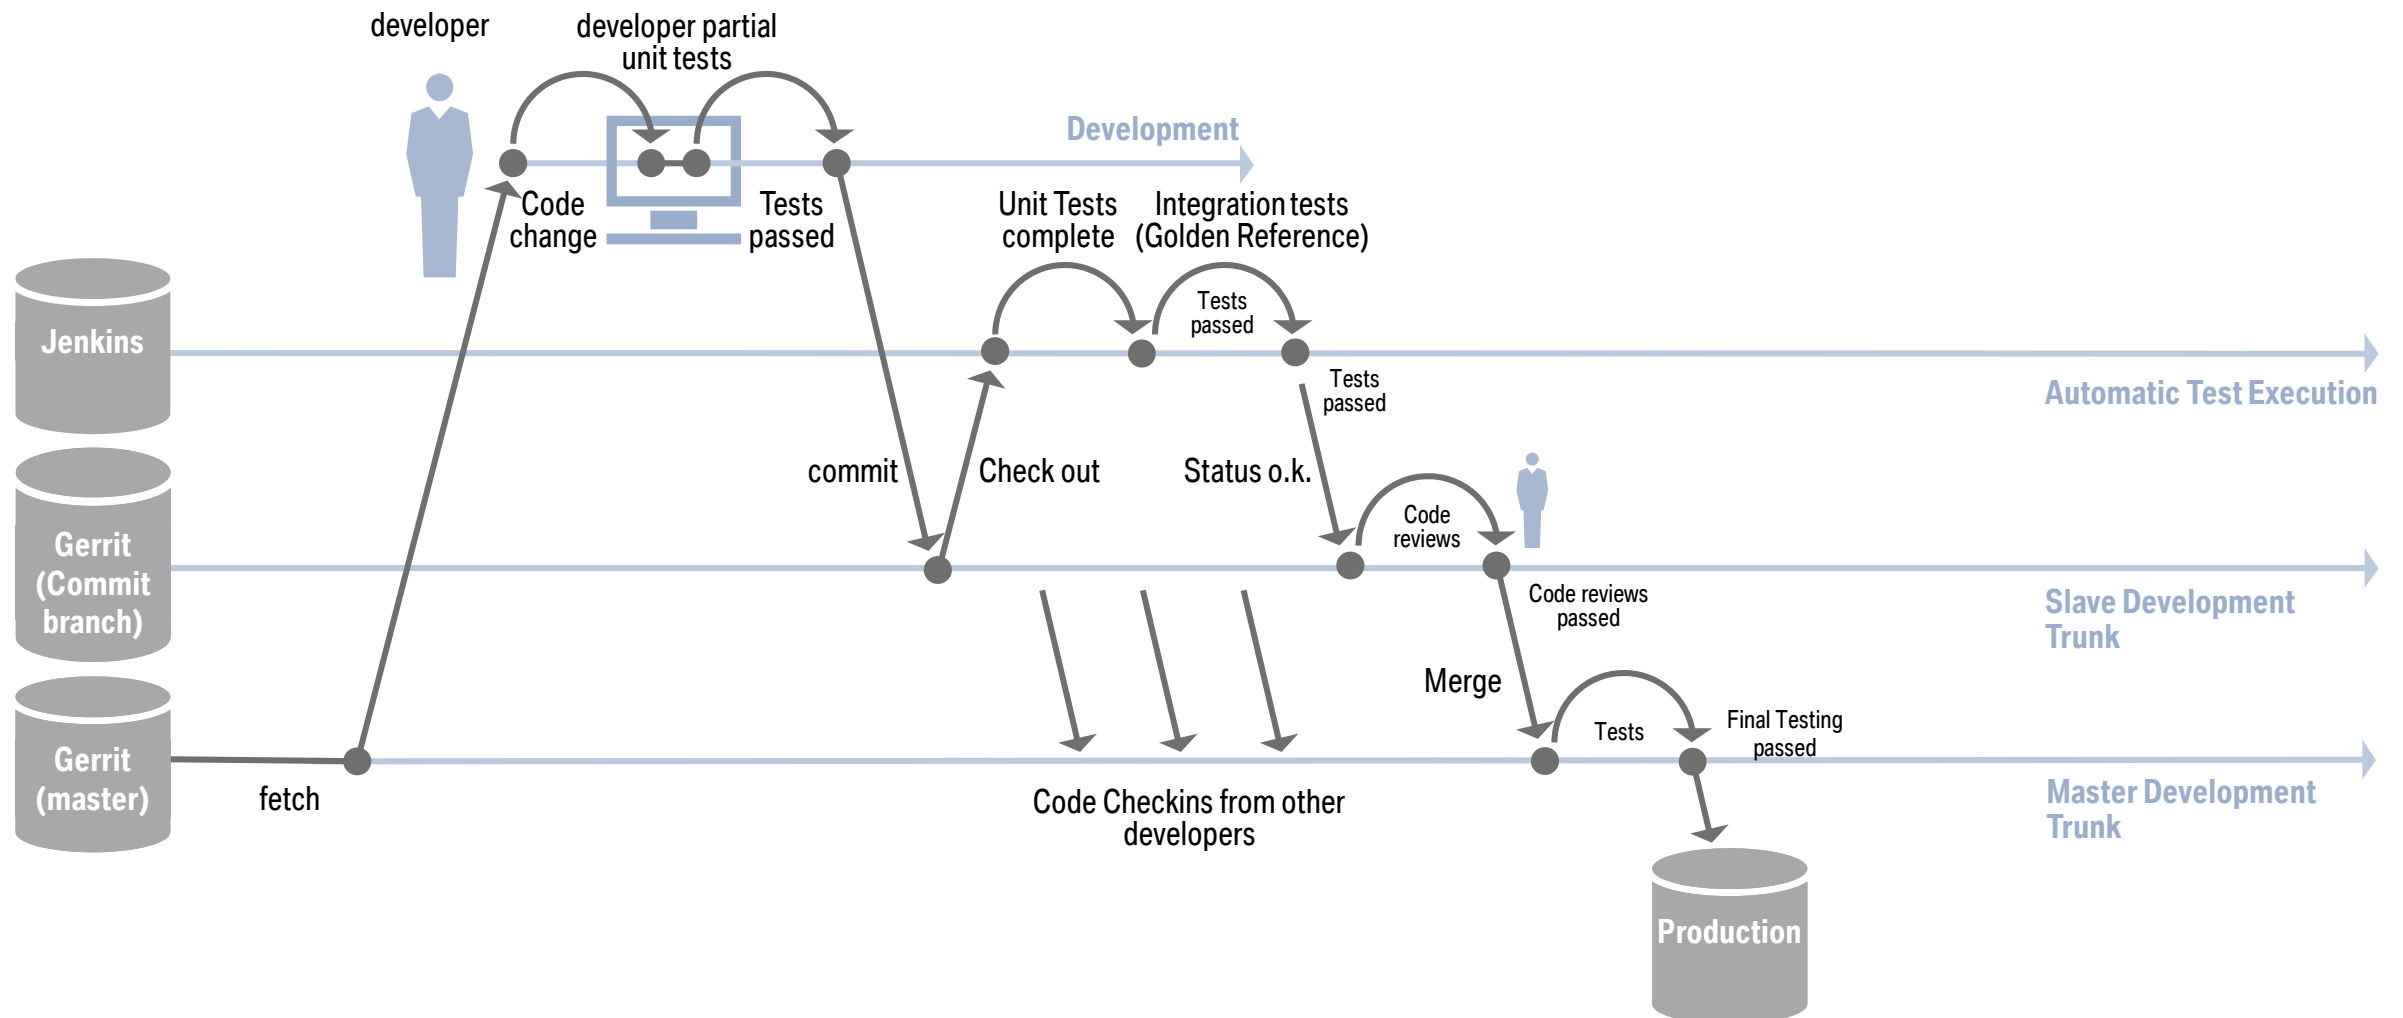 developer
developer partial
unit tests
Development
Code
change
Tests
passed
Unit Tests
complete
Integration tests
(Golden Reference)
Tests
passed
Jenkins
Tests
passed
Automatic Test Execution
commit
Check out
Status o.k.
Code
reviews
Gerrit
(Commit
branch)
Code reviews
passed
Slave Development
Trunk
Merge
Tests
Final Testing
passed
Gerrit
(master)
fetch
Code Checkins from other
developers
Master Development
Trunk
Production